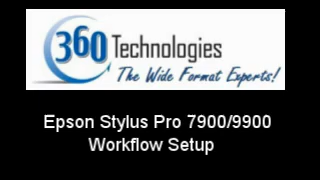 360 Technologies
The Wide Format Experts!
Epson Stylus Pro 7900/9900
Workflow Setup